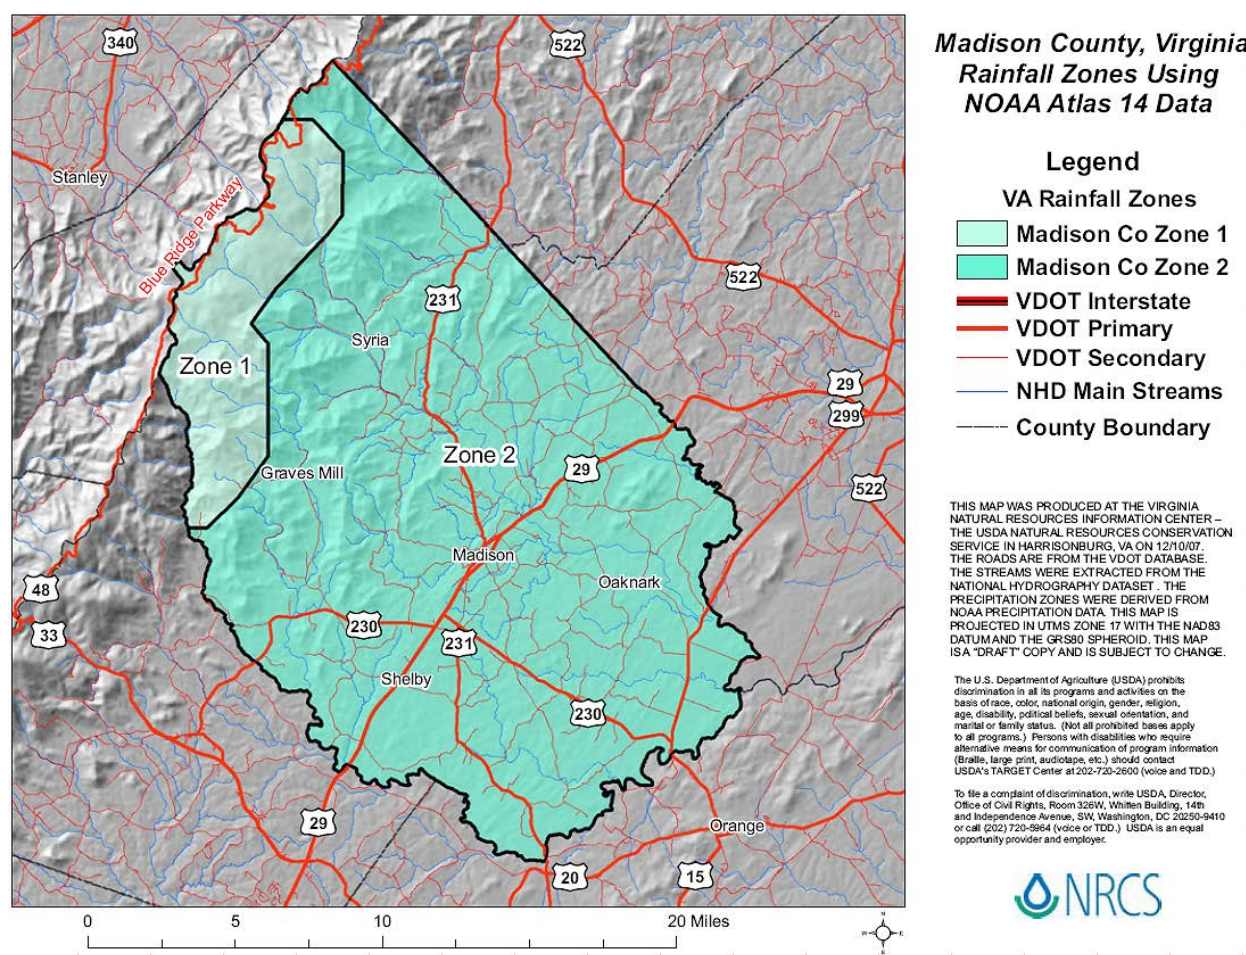 Madison County, Virginia
Rainfall Zones Using
NOAA Atlas 14 Data
Legend
VA Rainfall Zones
Madison Co Zone 1
Madison Co Zone 2
VDOT Interstate
VDOT Primary
VDOT Secondary
NHD Main Streams
County Boundary
THIS MAP WAS PRODUCED AT THE VIRGINIA
NATURAL RESOURCES INFORMATION CENTER –
THE USDA NATURAL RESOURCES CONSERVATION
SERVICE IN HARRISONBURG, VA ON 12/10/07.
THE ROADS ARE FROM THE VDOT DATABASE.
THE STREAMS WERE EXTRACTED FROM THE
NATIONAL HYDROGRAPHY DATASET. THE
PRECIPITATION ZONES WERE DERIVED FROM
NOAA PRECIPITATION DATA. THIS MAP IS
PROJECTED IN UTMS ZONE 17 WITH THE NAD83
DATUM AND THE GRS80 SPHEROID. THIS MAP
IS A "DRAFT" COPY AND IS SUBJECT TO CHANGE.
The U.S. Department of Agriculture (USDA) prohibits
discrimination in all its programs and activities on the
basis of race, color, national origin, gender, religion,
age, disability, political beliefs, sexual orientation, and
marital or family status. (Not all prohibited bases apply
to all programs.) Persons with disabilities who require
alternative means for communication of program information
(Braille, large print, audiotape, etc.) should contact
USDA's TARGET Center at 202-720-2600 (voice and TDD.)
To file a complaint of discrimination, write USDA, Director,
Office of Civil Rights, Room 326W, Whitten Building, 14th
and Independence Avenue, SW, Washington, DC 20250-9410
or call (202) 720-5964 (voice or TDD.) USDA is an equal
opportunity provider and employer.
NRCS
340
522
Stanley
Blue Ridge Parkway
522
231
Syria
Zone 1
29
299
Zone 2
Graves Mill
29
522
Madison
Oaknark
48
33
230
231
Shelby
230
29
Orange
20
15
0 5 10 20 Miles
N
W E
S